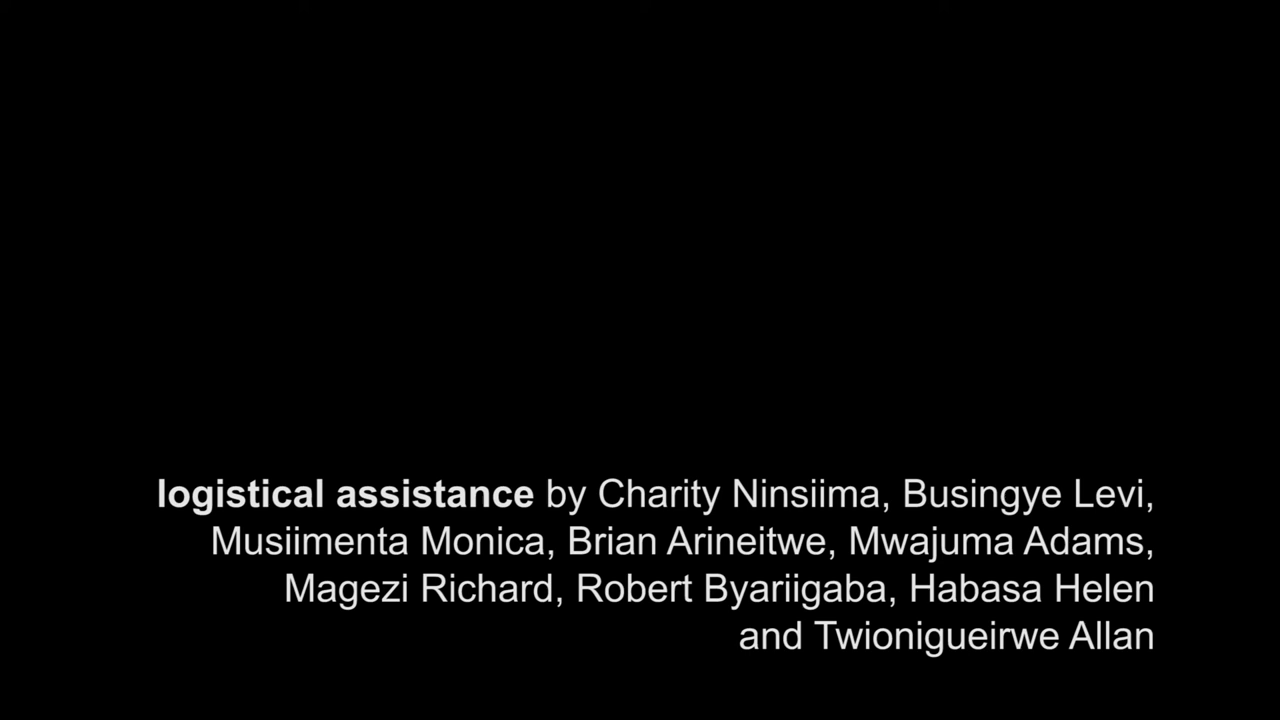 logistical assistance by Charity Ninsiima, Busingye Levi,
Musiimenta Monica, Brian Arineitwe, Mwajuma Adams,
Magezi Richard, Robert Byariigaba, Habasa Helen
and Twionigueirwe Allan